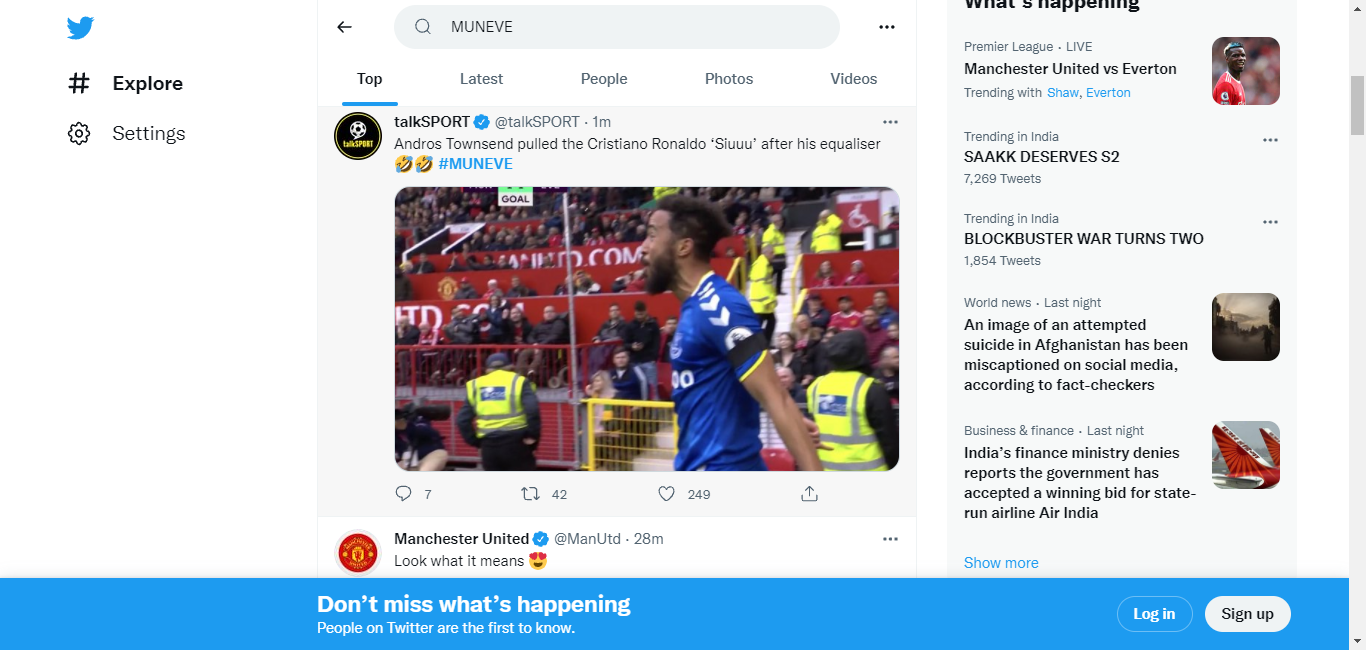 Explore
Settings
MUNEVE
Top
Latest
People
Photos
Videos
talkSPORT @talkSPORT · 1m
Andros Townsend pulled the Cristiano Ronaldo ‘Siuuu’ after his equaliser
🤣🤣 #MUNEVE
talkSPORT
GOAL
7
42
249
Manchester United @ManUtd · 28m
Look what it means 😍
What’s happening
Premier League · LIVE
Manchester United vs Everton
Trending with Shaw, Everton
Trending in India
SAAKK DESERVES S2
7,269 Tweets
Trending in India
BLOCKBUSTER WAR TURNS TWO
1,854 Tweets
World news · Last night
An image of an attempted
suicide in Afghanistan has been
miscaptioned on social media,
according to fact-checkers
Business & finance · Last night
India’s finance ministry denies
reports the government has
accepted a winning bid for state-
run airline Air India
Show more
Don’t miss what’s happening
People on Twitter are the first to know.
Log in
Sign up